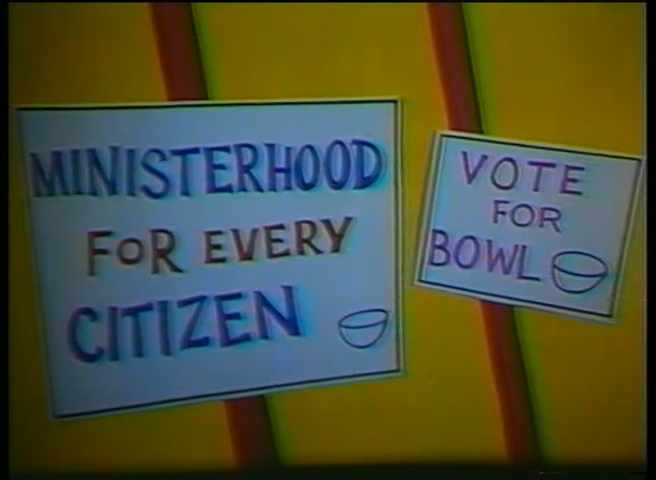 MINISTERHOOD
FOR EVERY
CITIZEN
VOTE
FOR
BOWL